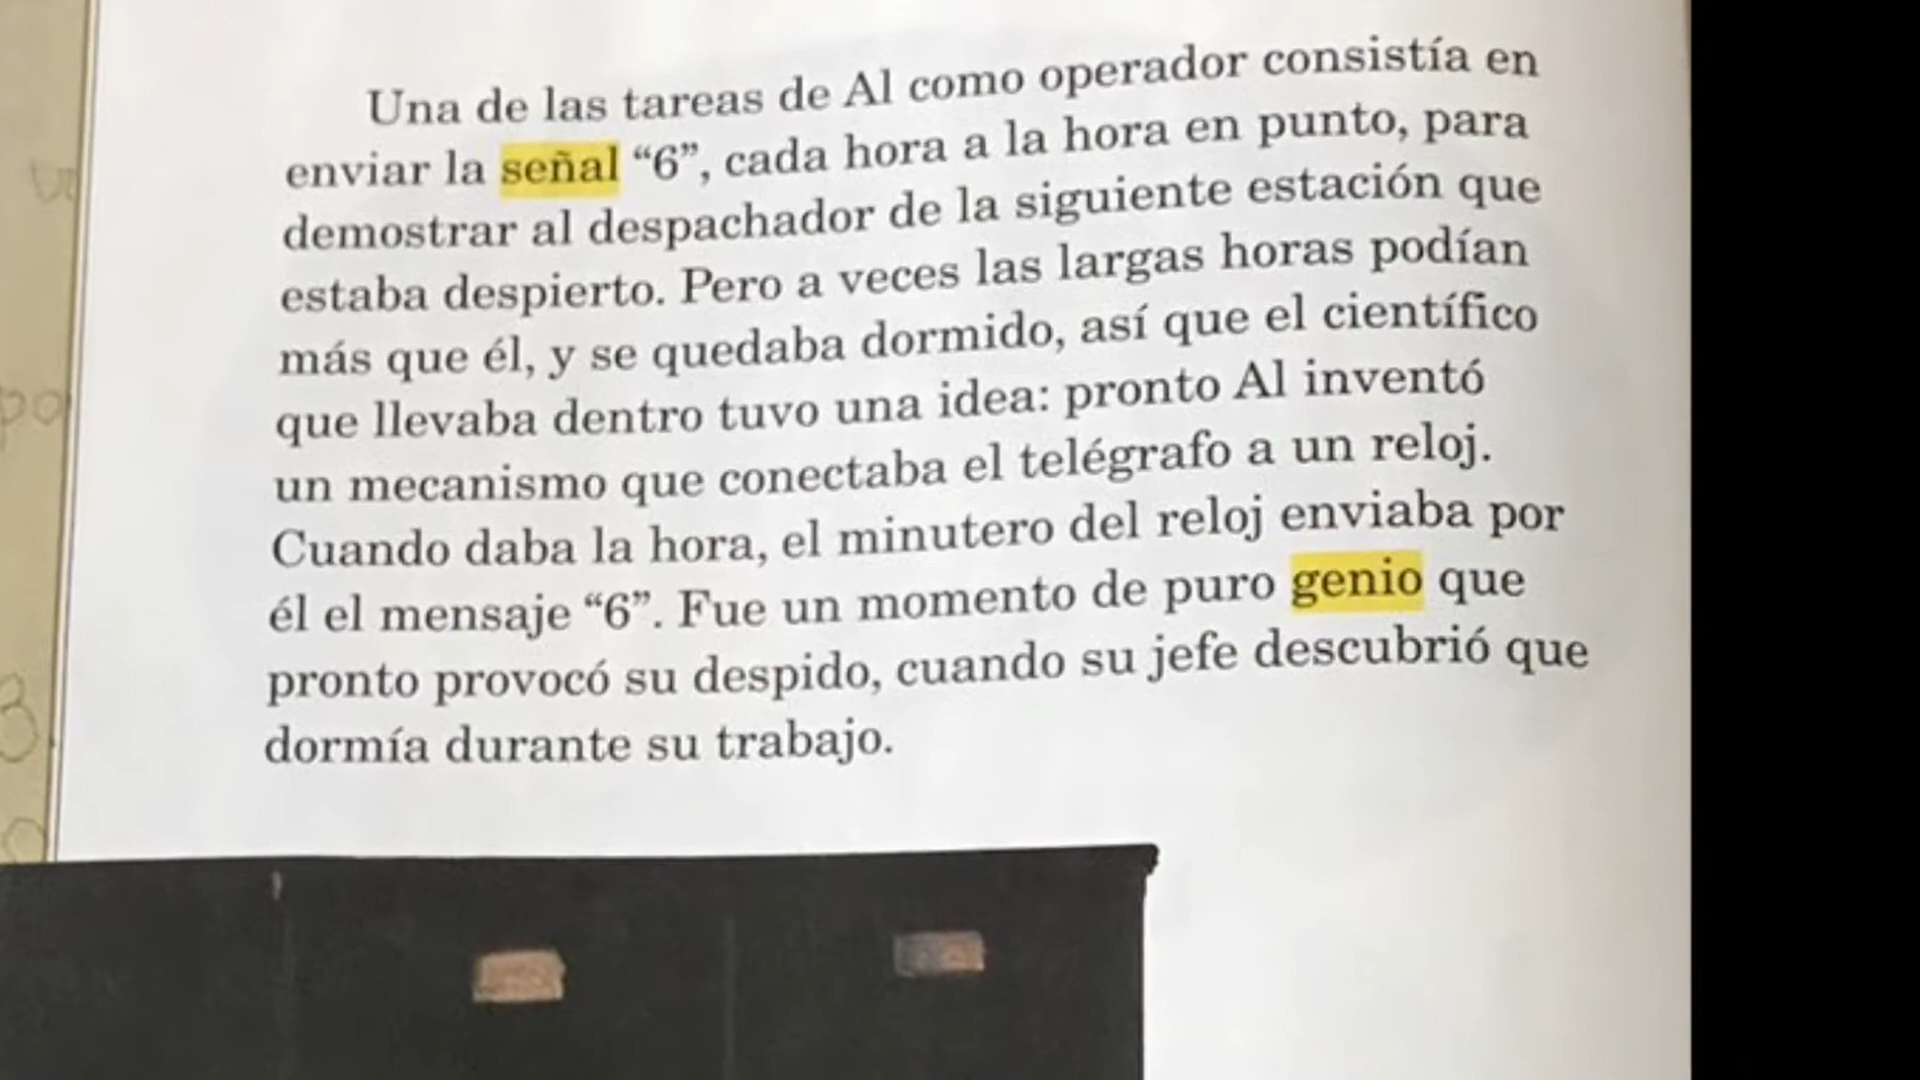 Una de las tareas de Al como operador consistía en
enviar la señal “6”, cada hora a la hora en punto, para
demostrar al despachador de la siguiente estación que
estaba despierto. Pero a veces las largas horas podían
más que él, y se quedaba dormido, así que el científico
que llevaba dentro tuvo una idea: pronto Al inventó
un mecanismo que conectaba el telégrafo a un reloj.
Cuando daba la hora, el minutero del reloj enviaba por
él el mensaje “6”. Fue un momento de puro genio que
pronto provocó su despido, cuando su jefe descubrió que
dormía durante su trabajo.